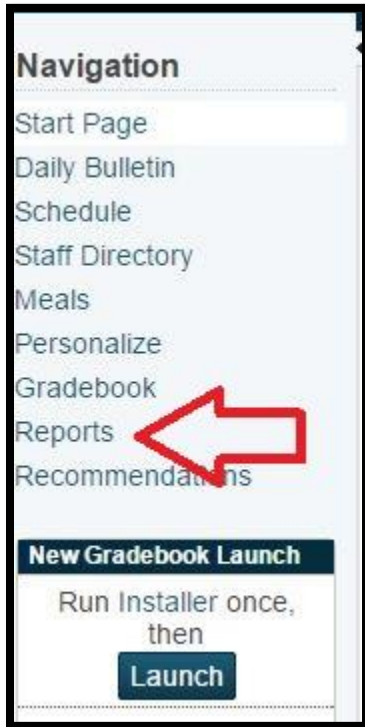 Navigation
Start Page
Daily Bulletin
Schedule
Staff Directory
Meals
Personalize
Gradebook
Reports
Recommendations
New Gradebook Launch
Run Installer once,
then
Launch